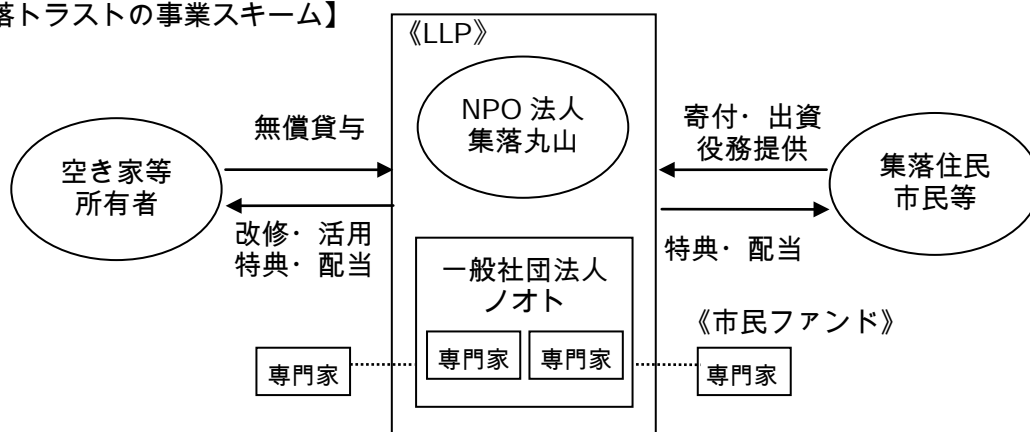 落トラストの事業スキーム】
《LLP》
NPO 法人
集落丸山
無償貸与
寄付・出資
役務提供
空き家等
所有者
集落住民
市民等
改修・活用
特典・配当
特典・配当
一般社団法人
ノオト
《市民ファンド》
専門家
専門家
専門家
専門家